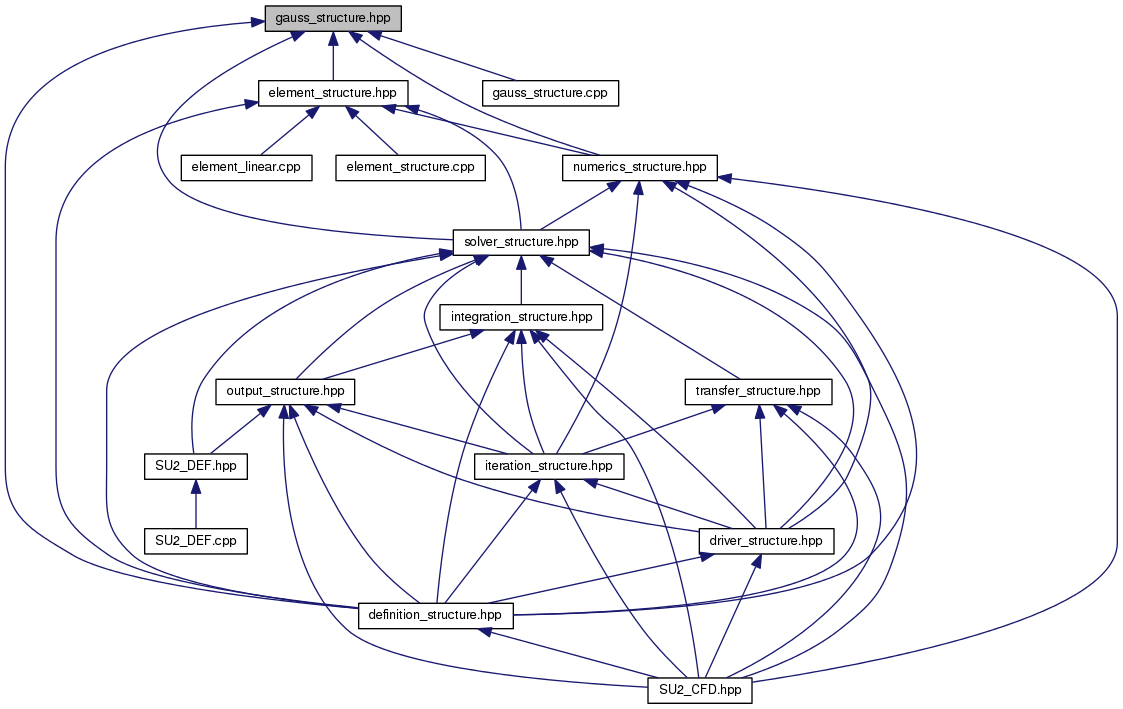 gauss_structure.hpp
element_structure.hpp
gauss_structure.cpp
element_linear.cpp
element_structure.cpp
numerics_structure.hpp
solver_structure.hpp
integration_structure.hpp
output_structure.hpp
transfer_structure.hpp
SU2_DEF.hpp
iteration_structure.hpp
SU2_DEF.cpp
driver_structure.hpp
definition_structure.hpp
SU2_CFD.hpp